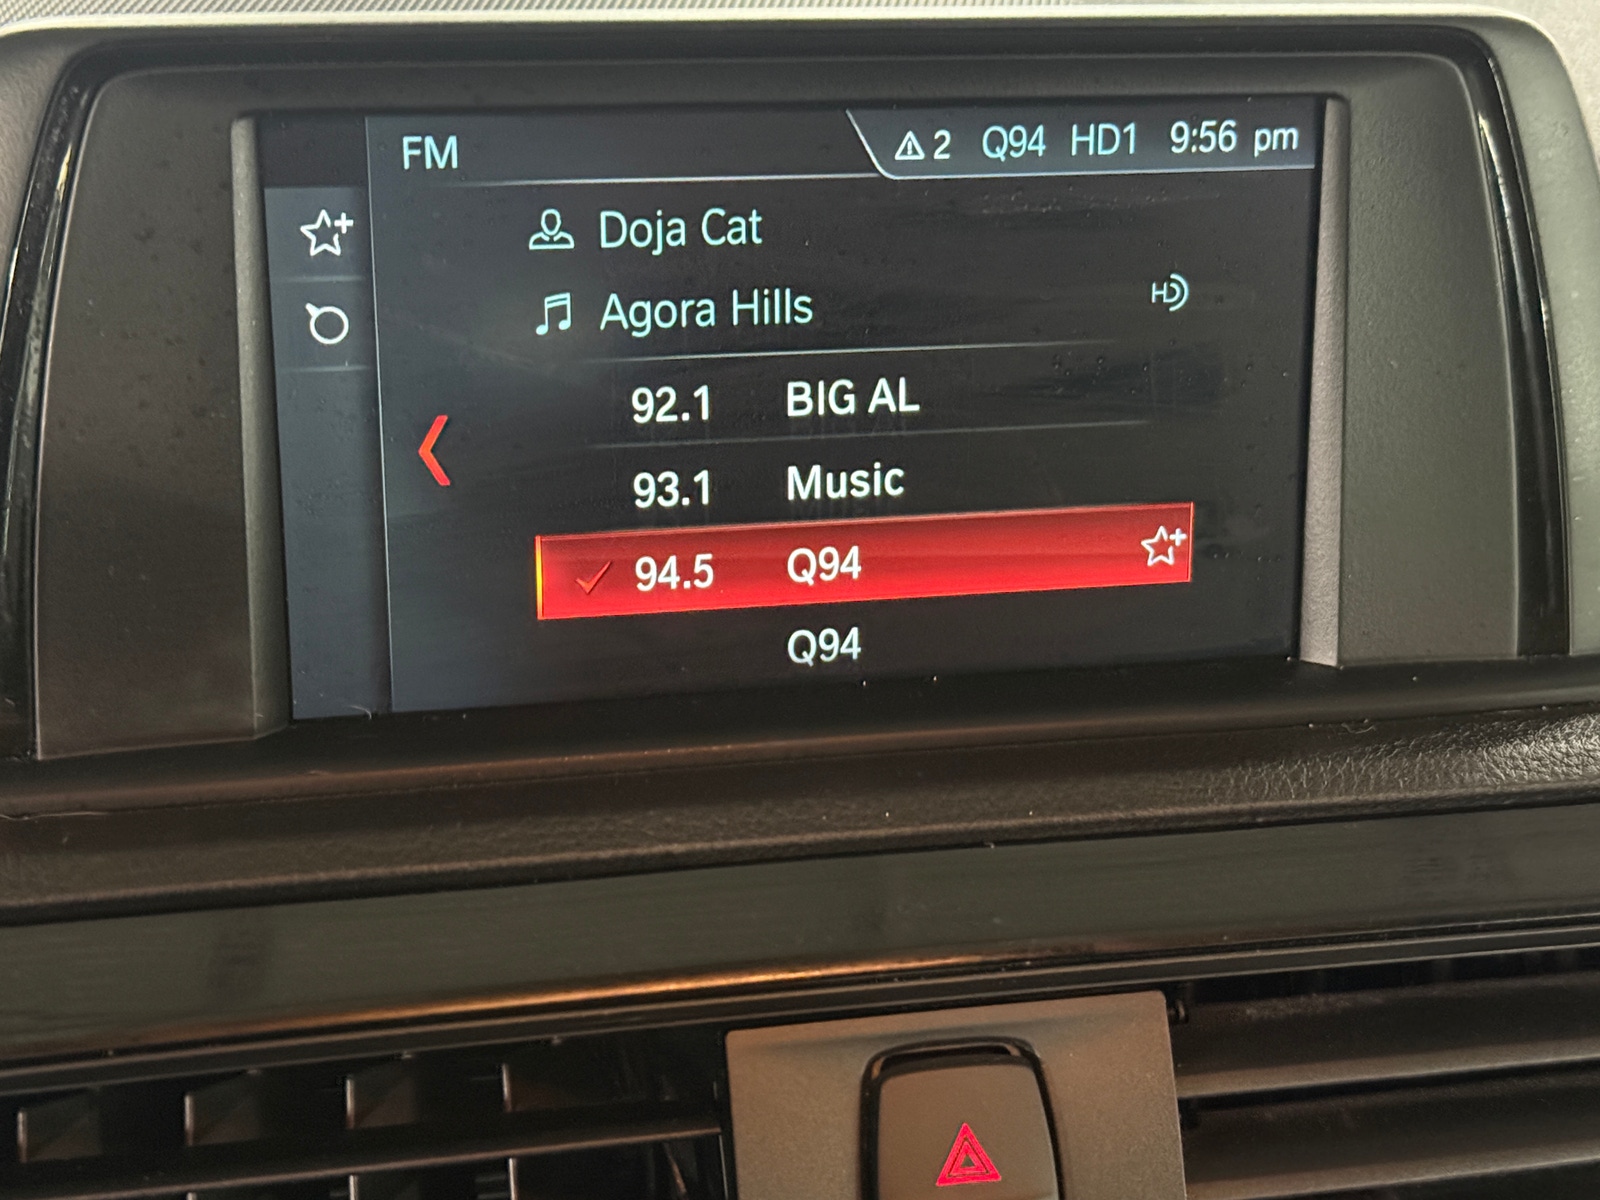 FM
2 Q94 HD1 9:56 pm
Doja Cat
Agora Hills
HD
92.1 BIG AL
93.1 Music
94.5 Q94
Q94